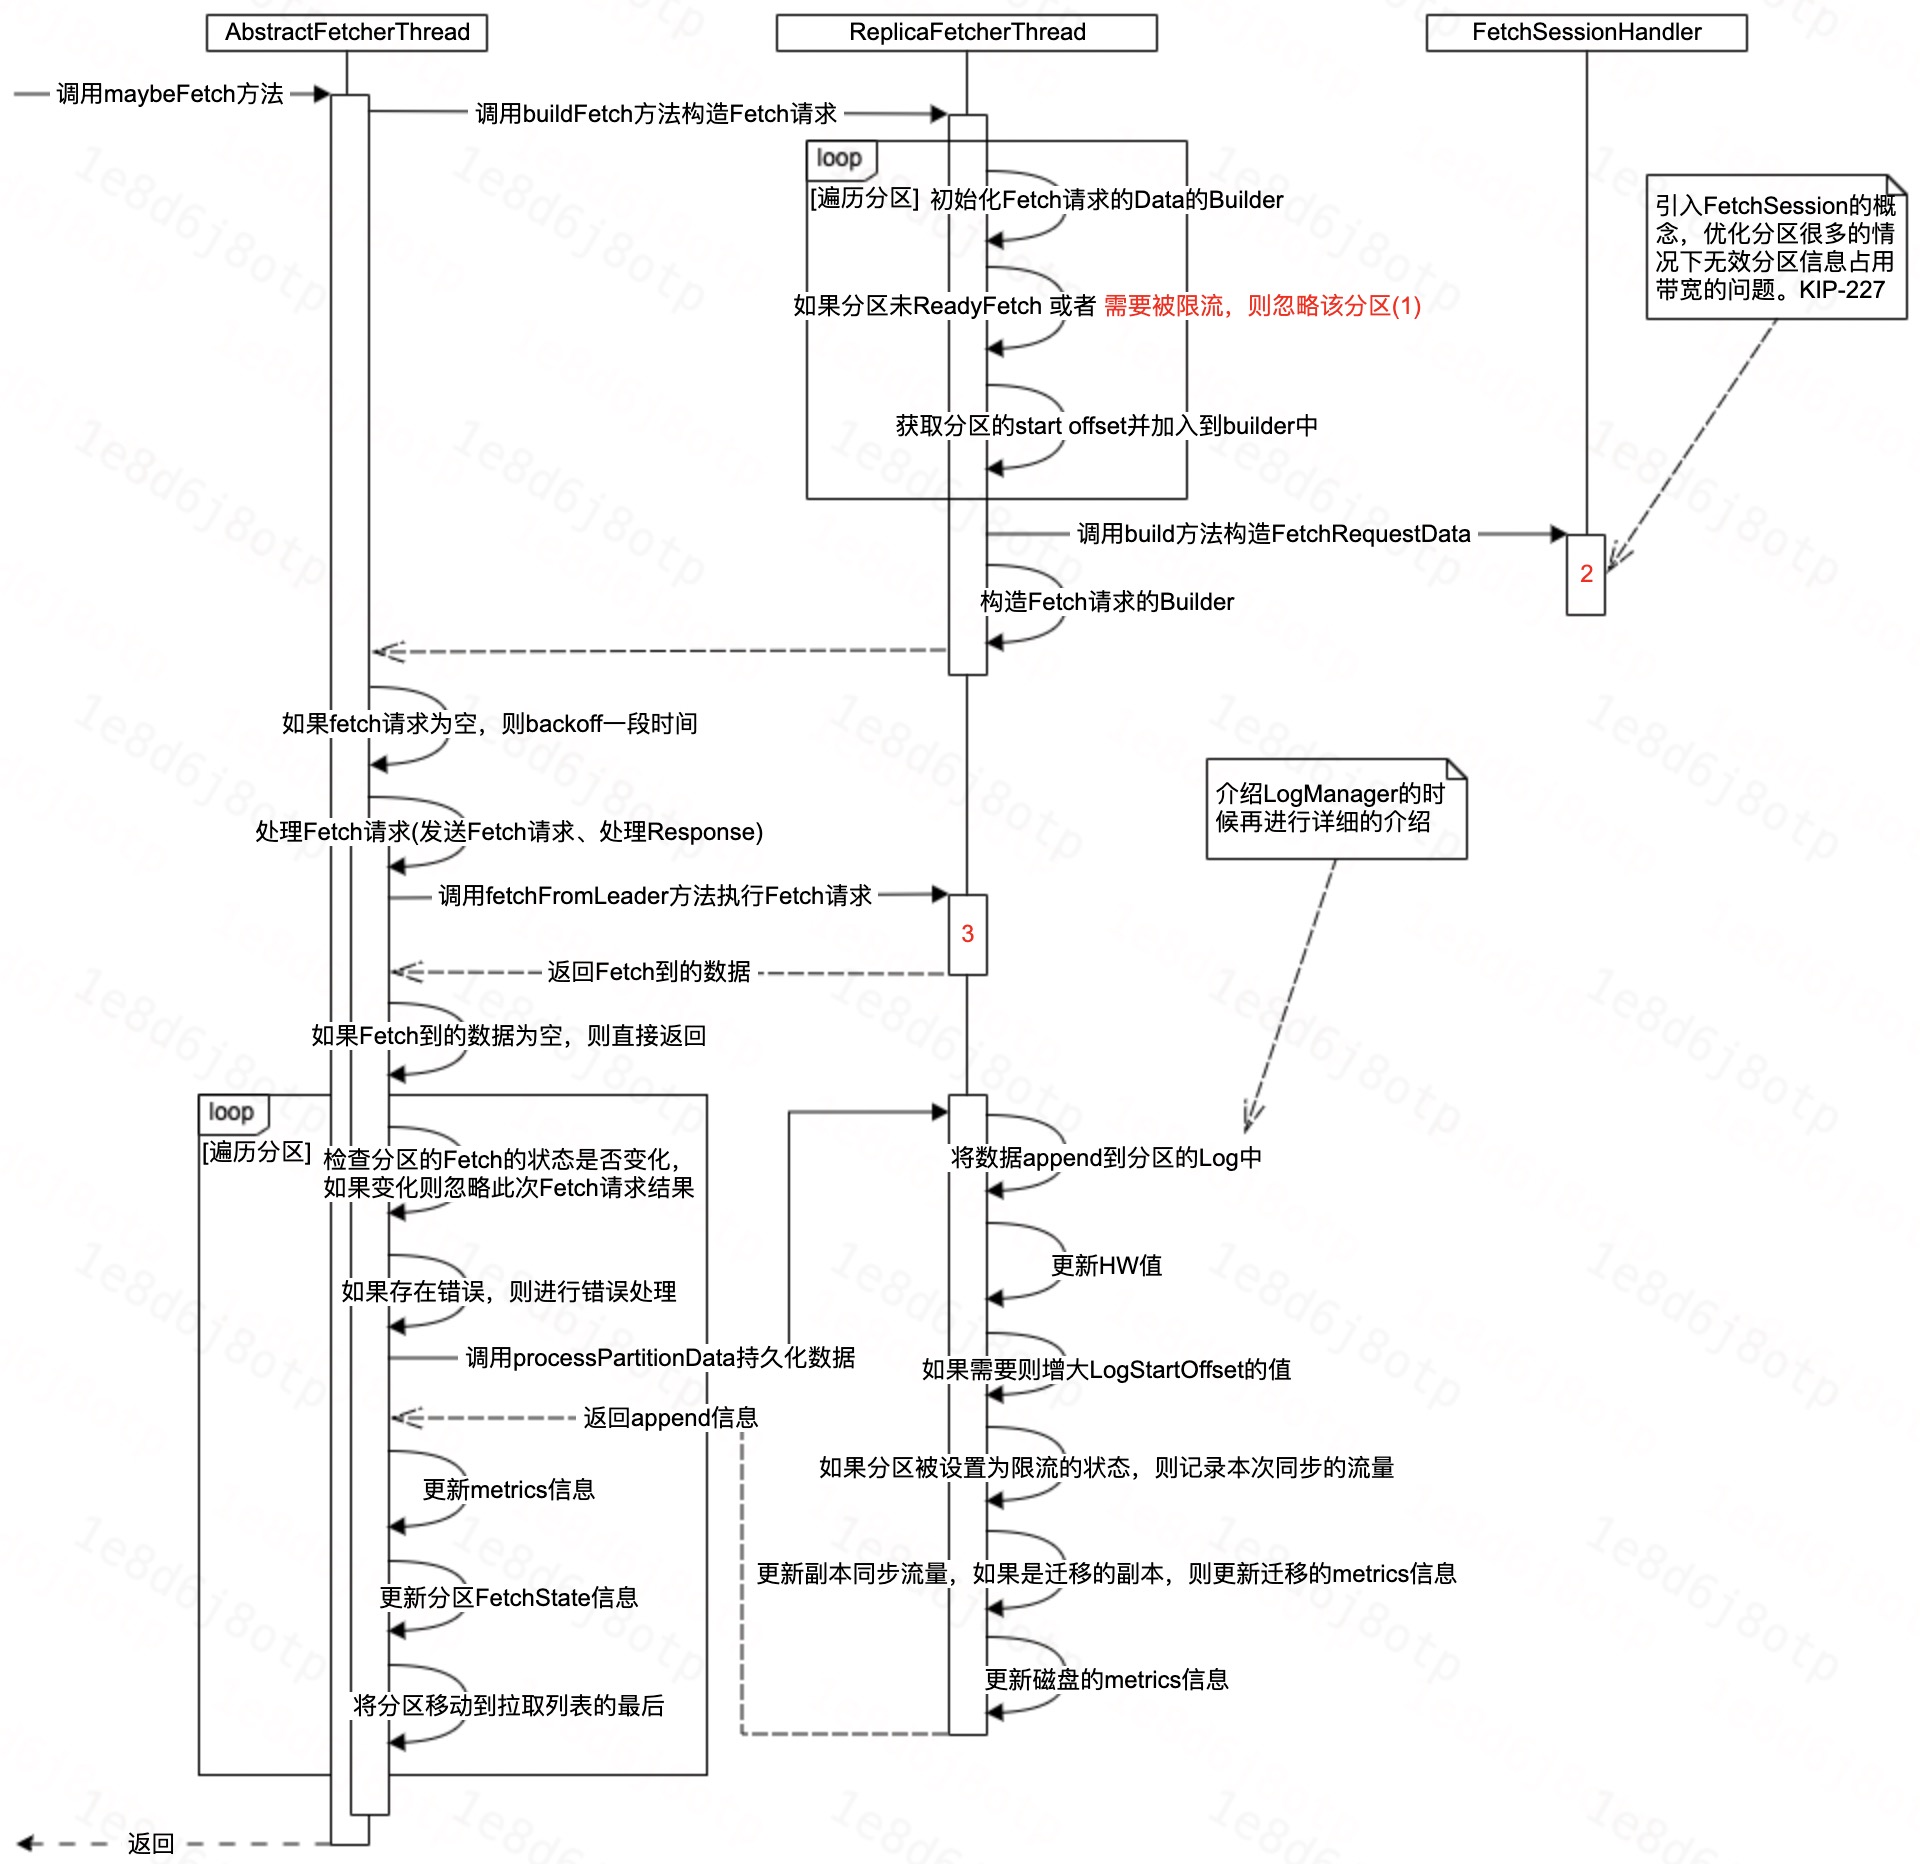 AbstractFetcherThread
ReplicaFetcherThread
FetchSessionHandler
调用maybeFetch方法
调用buildFetch方法构造Fetch请求
loop
[遍历分区]
初始化Fetch请求的Data的Builder
引入FetchSession的概
念，优化分区很多的情
况下无效分区信息占用
带宽的问题。KIP-227
如果分区未ReadyFetch 或者 需要被限流，则忽略该分区(1)
获取分区的start offset并加入到builder中
调用build方法构造FetchRequestData
2
构造Fetch请求的Builder
如果fetch请求为空，则backoff一段时间
介绍LogManager的时
候再进行详细的介绍
处理Fetch请求(发送Fetch请求、处理Response)
调用fetchFromLeader方法执行Fetch请求
3
返回Fetch到的数据
如果Fetch到的数据为空，则直接返回
loop
[遍历分区]
检查分区的Fetch的状态是否变化，
如果变化则忽略此次Fetch请求结果
将数据append到分区的Log中
更新HW值
如果存在错误，则进行错误处理
调用processPartitionData持久化数据
如果需要则增大LogStartOffset的值
返回append信息
如果分区被设置为限流的状态，则记录本次同步的流量
更新metrics信息
更新副本同步流量，如果是迁移的副本，则更新迁移的metrics信息
更新分区FetchState信息
更新磁盘的metrics信息
将分区移动到拉取列表的最后
返回
1e8d6j8otp